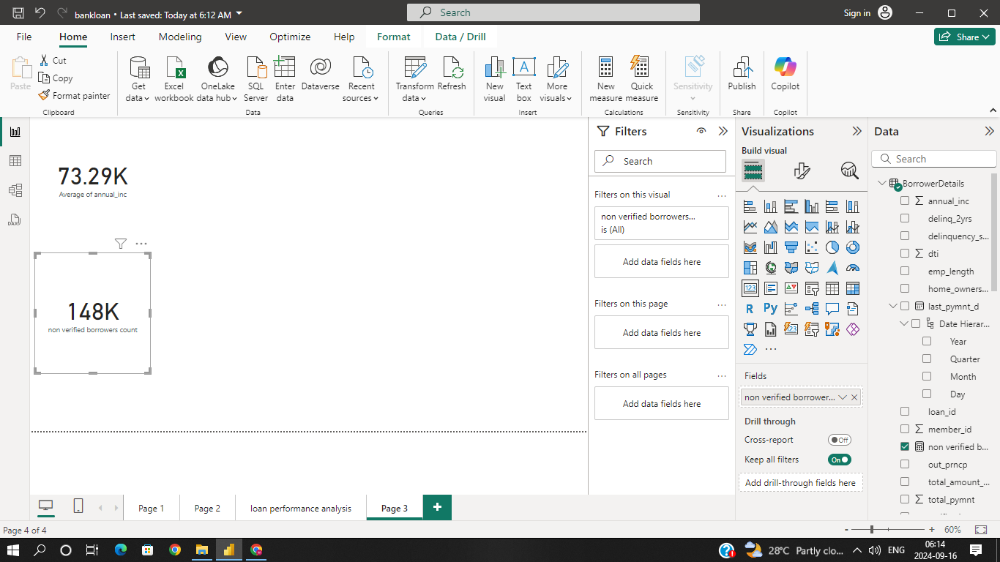 bankloan • Last saved: Today at 6:12 AM
Search
Sign in
File
Home
Insert
Modeling
View
Optimize
Help
Format
Data / Drill
Share
Paste
Cut
Copy
Format painter
Clipboard
Get data
Excel workbook
OneLake data hub
SQL Server
Enter data
Dataverse
Recent sources
Data
Transform data
Refresh
Queries
New visual
A
Text box
More visuals
Insert
New measure
Quick measure
Calculations
Sensitivity
Sensitivity
Publish
Share
Copilot
Copilot
DAX
73.29K
Average of annual_inc
148K
non verified borrowers count
Filters
Search
Filters on this visual
...
non verified borrowers...
is (All)
Add data fields here
Filters on this page
...
Add data fields here
Filters on all pages
...
Add data fields here
Visualizations
Build visual
123
R
Py
123
...
Fields
non verified borrower...
Drill through
Cross-report
Off
Keep all filters
On
Add drill-through fields here
Data
Search
BorrowerDetails
annual_inc
delinq_2yrs
delinquency_s...
dti
emp_length
home_owners...
last_pymnt_d
Date Hierar...
Year
Quarter
Month
Day
loan_id
member_id
non verified b...
out_prncp
total_amount_...
total_pymnt
Page 1
Page 2
loan performance analysis
Page 3
+
Page 4 of 4
- + 60%
28°C Partly clo...
ENG
06:14
2024-09-16